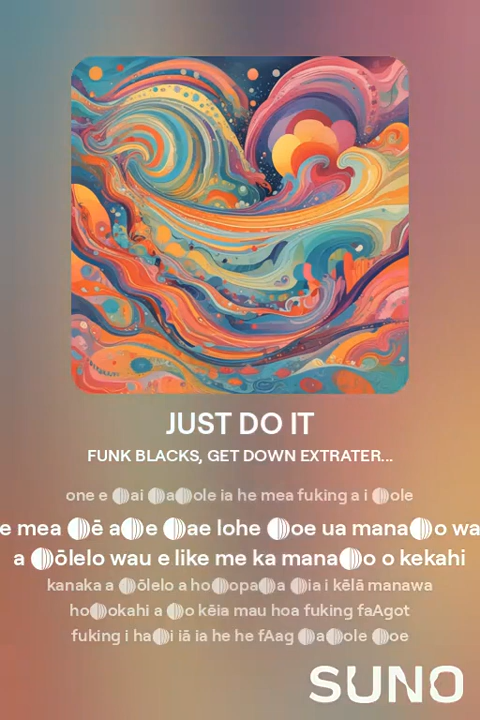 JUST DO IT
FUNK BLACKS, GET DOWN EXTRATER...
one e ◍ai ◍a◍ole ia he mea fuking a i ◍ole
e mea ◍ē a◍e ◍ae lohe ◍oe ua mana◍o wa
a ◍ōlelo wau e like me ka mana◍o o kekahi
kanaka a ◍ōlelo a ho◍opa◍a ◍ia i kēlā manawa
ho◍okahi a ◍o kēia mau hoa fuking faAgot
fuking i ha◍i iā ia he he fAag ◍a◍ole ◍oe
SUNO